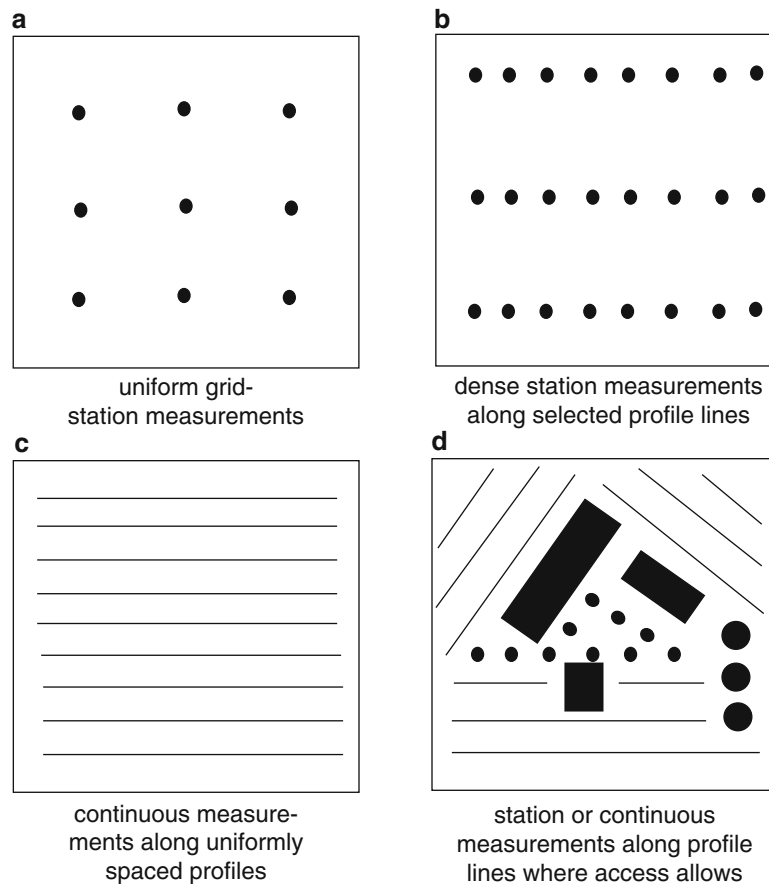 a
uniform grid-
station measurements
b
dense station measurements
along selected profile lines
c
continuous measure-
ments along uniformly
spaced profiles
d
station or continuous
measurements along profile
lines where access allows